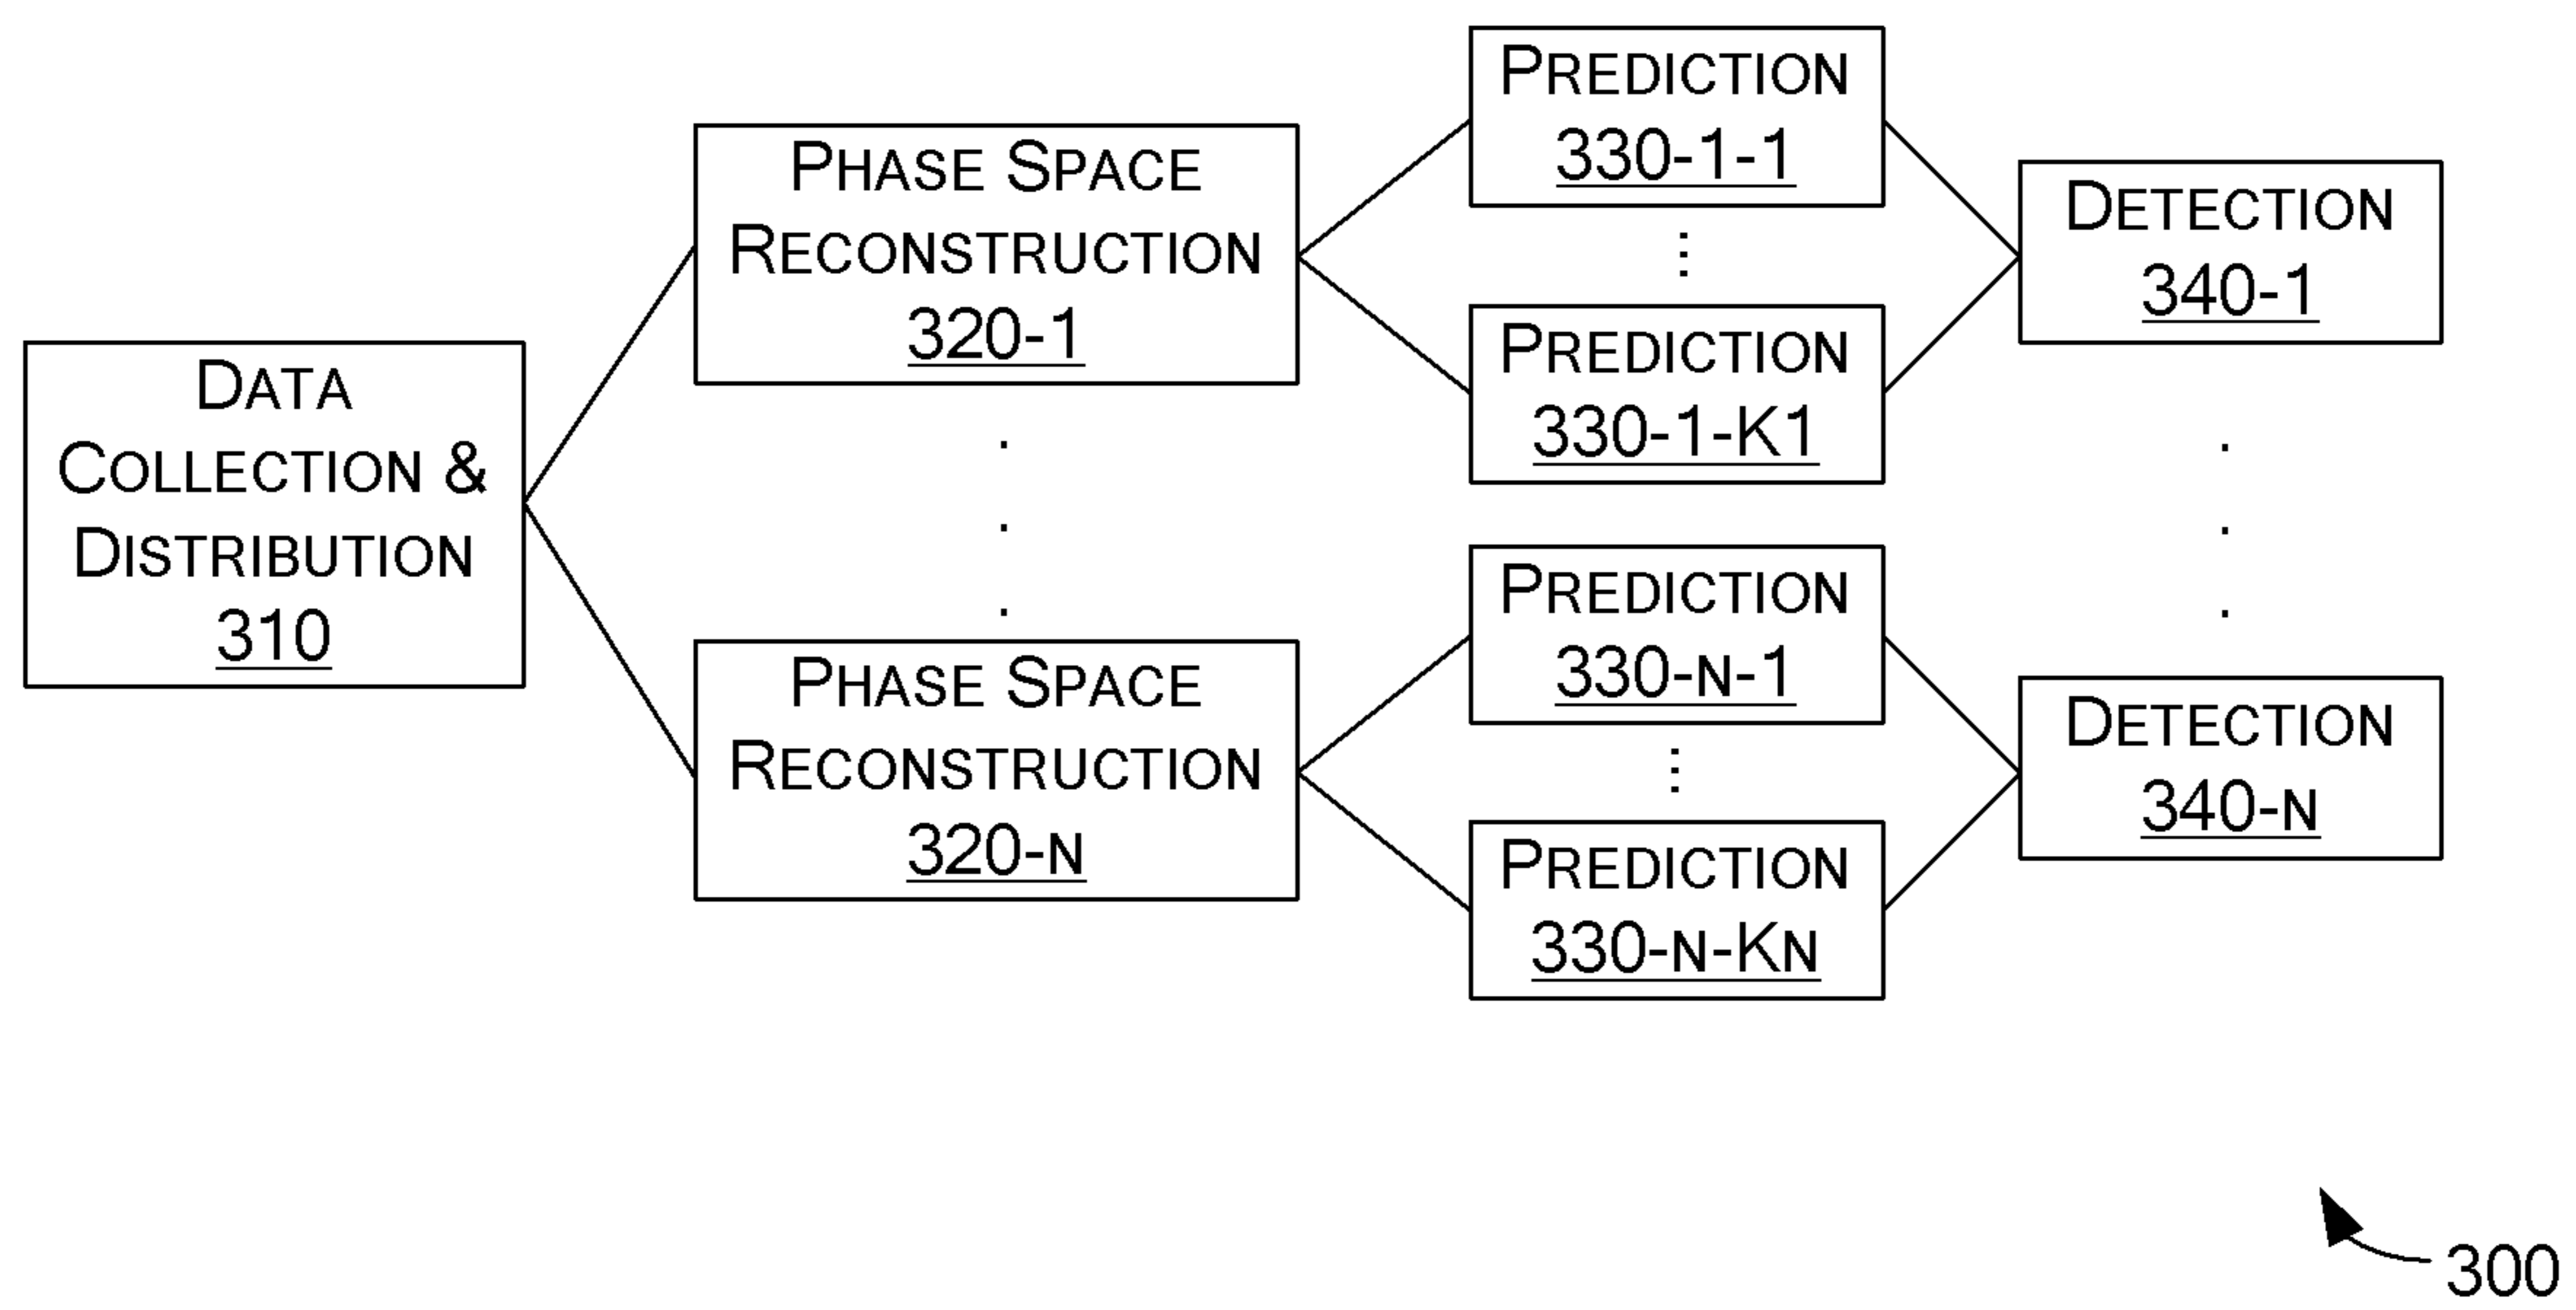 DATA
COLLECTION &
DISTRIBUTION
310
PHASE SPACE
RECONSTRUCTION
320-1
PHASE SPACE
RECONSTRUCTION
320-N
PREDICTION
330-1-1
PREDICTION
330-1-K1
PREDICTION
330-N-1
PREDICTION
330-N-KN
DETECTION
340-1
DETECTION
340-N
300